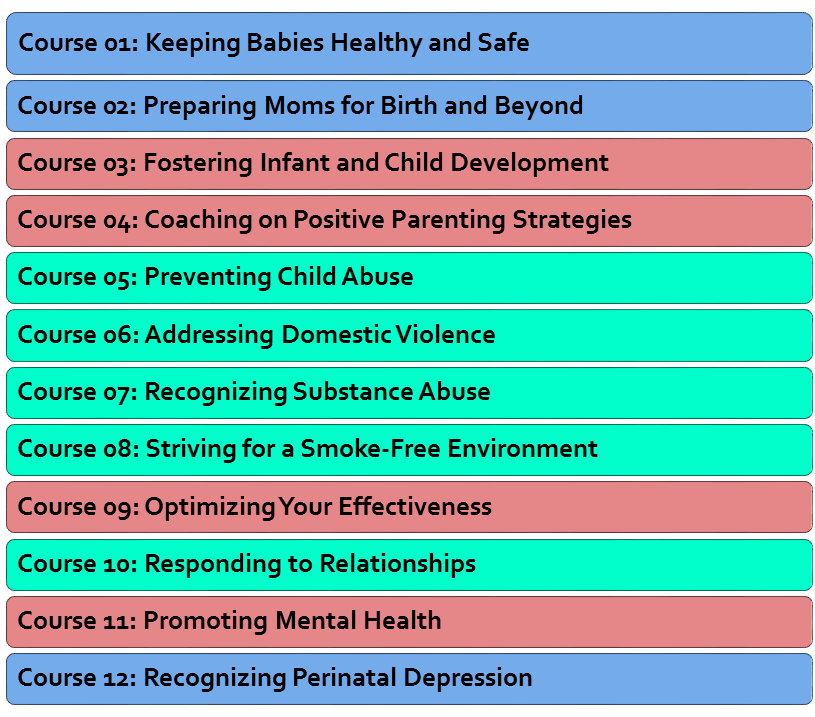 Course 01: Keeping Babies Healthy and Safe
Course 02: Preparing Moms for Birth and Beyond
Course 03: Fostering Infant and Child Development
Course 04: Coaching on Positive Parenting Strategies
Course 05: Preventing Child Abuse
Course 06: Addressing Domestic Violence
Course 07: Recognizing Substance Abuse
Course 08: Striving for a Smoke-Free Environment
Course 09: Optimizing Your Effectiveness
Course 10: Responding to Relationships
Course 11: Promoting Mental Health
Course 12: Recognizing Perinatal Depression